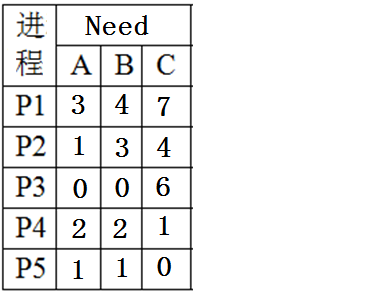 进程 Need
A B C
P1 3 4 7
P2 1 3 4
P3 0 0 6
P4 2 2 1
P5 1 1 0